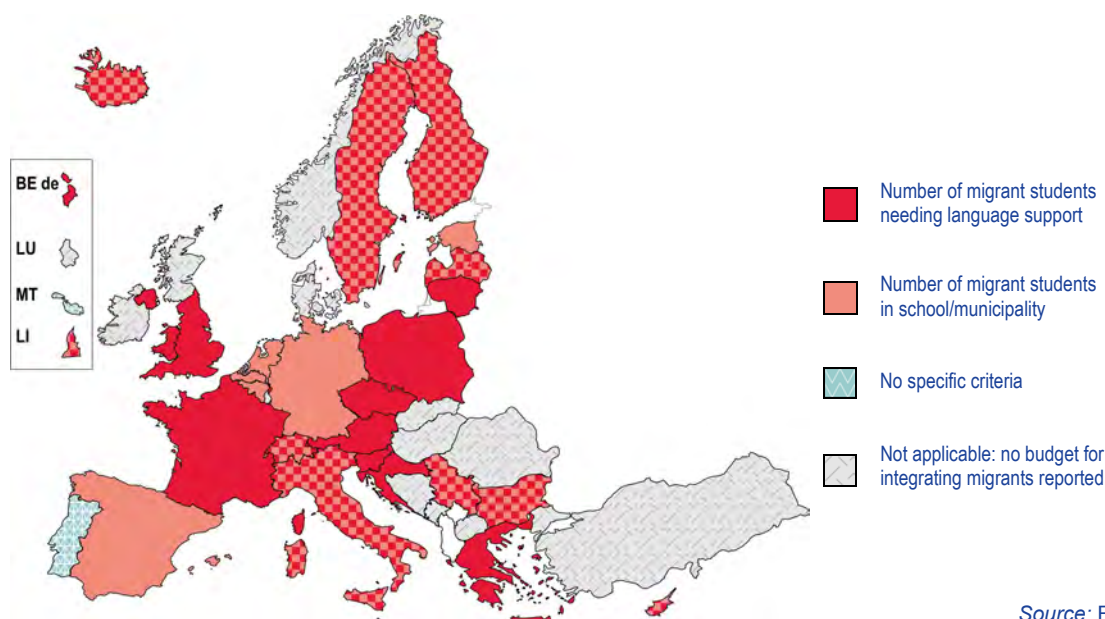 BE de
LU
MT
LI
Number of migrant students
needing language support
Number of migrant students
in school/municipality
No specific criteria
Not applicable: no budget for
integrating migrants reported
Source: